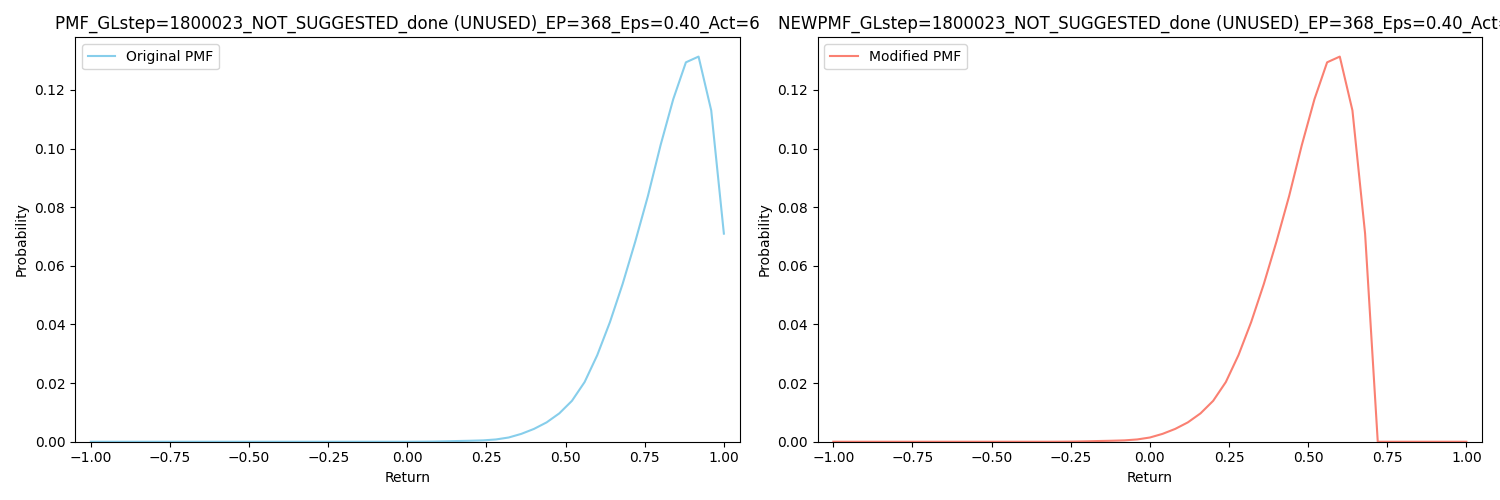 PMF_GLstep=1800023_NOT_SUGGESTED_done (UNUSED)_EP=368_Eps=0.40_Act=6
Original PMF
Probability
0.12
0.10
0.08
0.06
0.04
0.02
0.00
−1.00 −0.75 −0.50 −0.25 0.00 0.25 0.50 0.75 1.00
Return
NEWPMF_GLstep=1800023_NOT_SUGGESTED_done (UNUSED)_EP=368_Eps=0.40_Act=
Modified PMF
Probability
0.12
0.10
0.08
0.06
0.04
0.02
0.00
−1.00 −0.75 −0.50 −0.25 0.00 0.25 0.50 0.75 1.00
Return